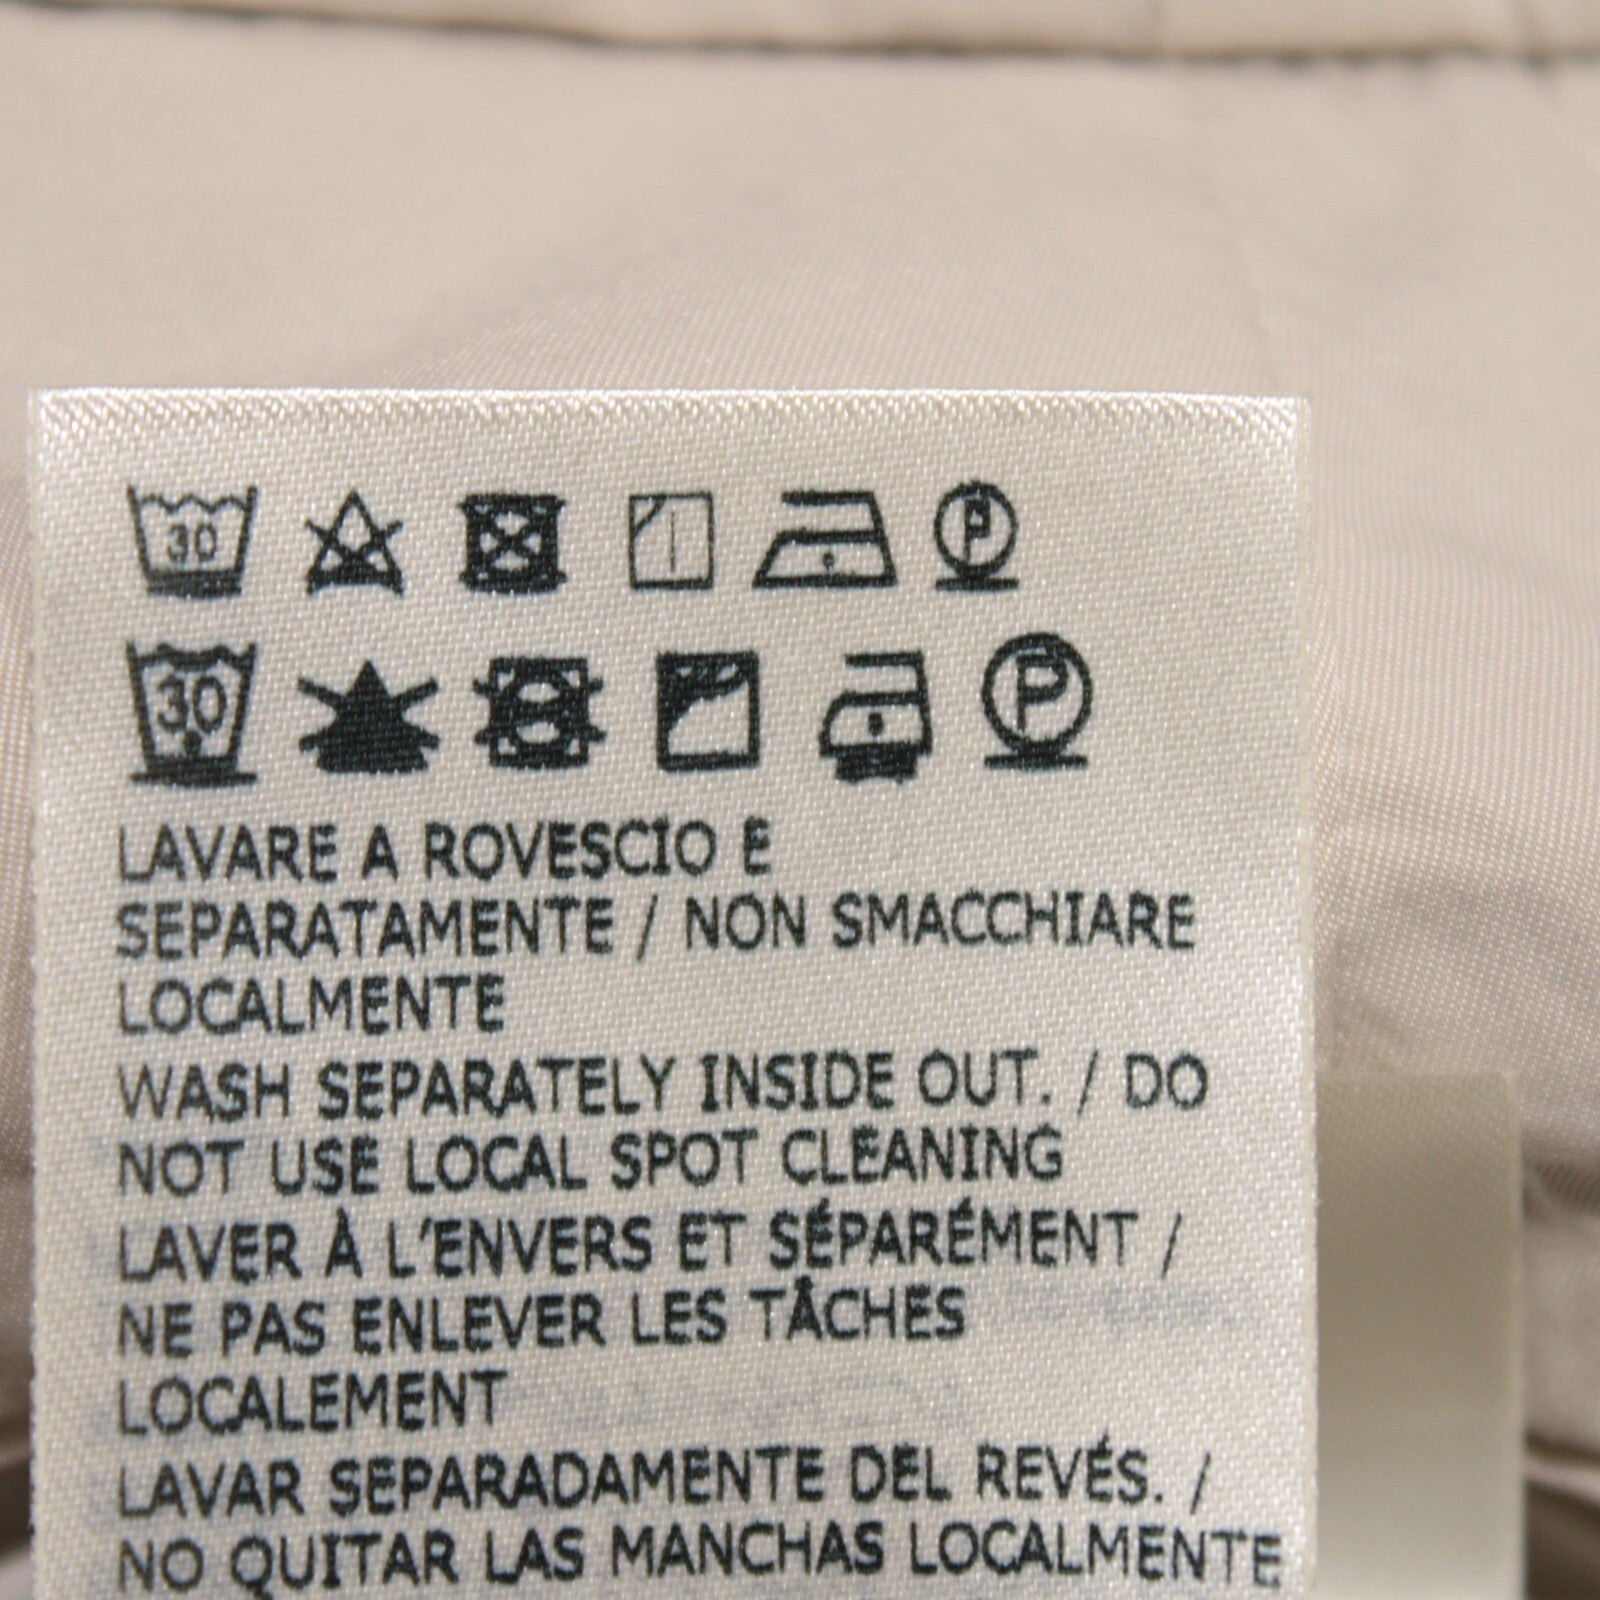 30 P
30 P
LAVARE A ROVESCIO E
SEPARATAMENTE / NON SMACCHIARE
LOCALMENTE
WASH SEPARATELY INSIDE OUT. / DO
NOT USE LOCAL SPOT CLEANING
LAVER À L'ENVERS ET SÉPARÉMENT /
NE PAS ENLEVER LES TÂCHES
LOCALEMENT
LAVAR SEPARADAMENTE DEL REVÉS. /
NO QUITAR LAS MANCHAS LOCALMENTE